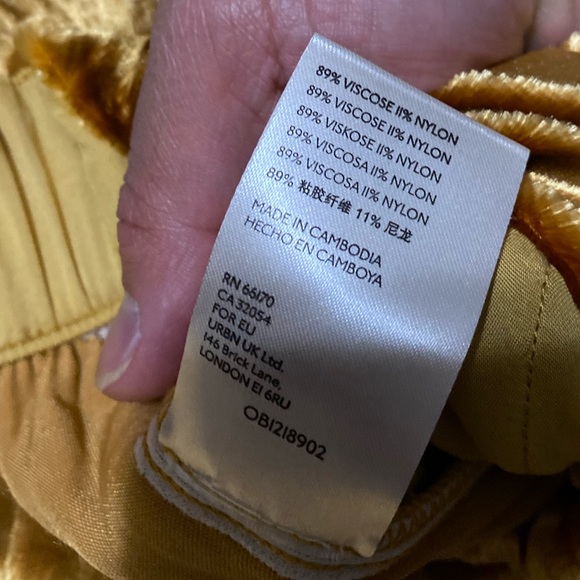 89% VISCOSE 11% NYLON
89% VISCOSE 11% NYLON
89% VISKOSE 11% NYLON
89% VISCOSA 11% NYLON
89% VISCOSA 11% NYLON
89% 粘胶纤维 11% 尼龙
MADE IN CAMBODIA
HECHO EN CAMBOYA
RN 66170
CA 32054
FOR EU
URBN UK Ltd.
146 Brick Lane,
LONDON E1 6RU
OB1218902